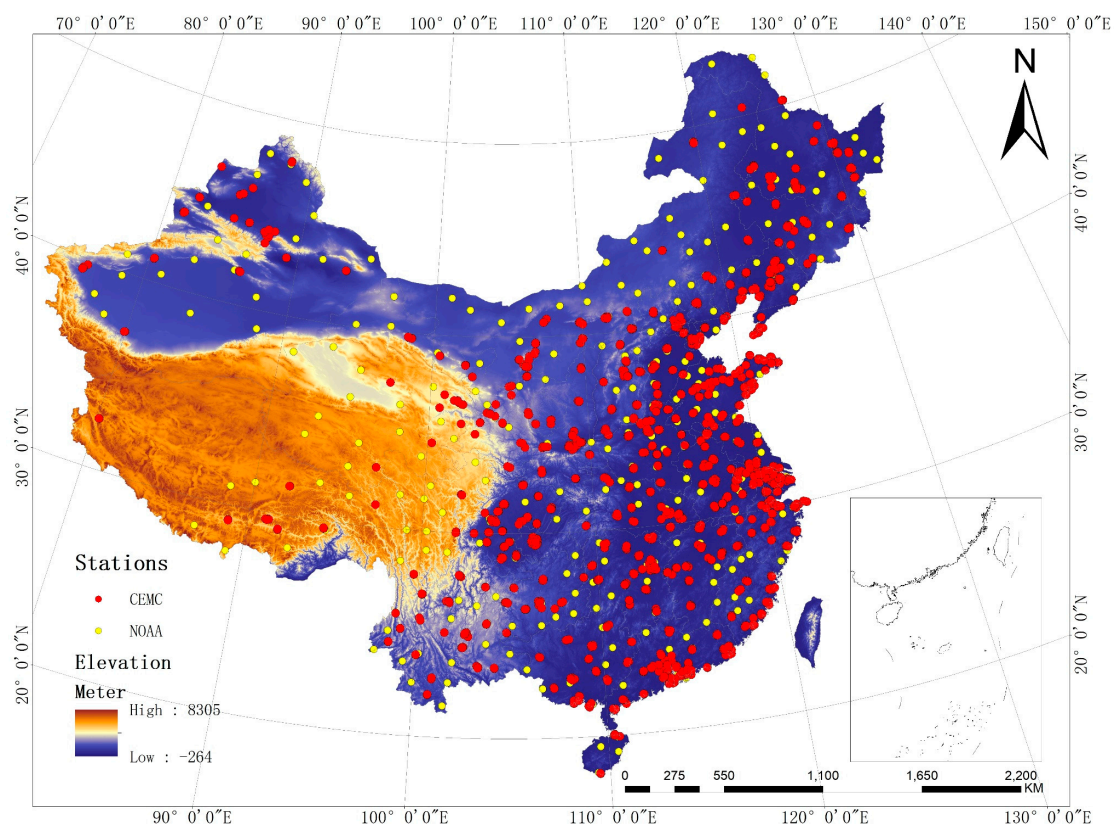 70° 0′0″E 80° 0′0″E 90° 0′0″E 100° 0′0″E 110° 0′0″E 120° 0′0″E 130° 0′0″E 140° 0′0″E 150° 0′0″E
N
40° 0′0″N
40° 0′0″N
30° 0′0″N
30° 0′0″N
20° 0′0″N
20° 0′0″N
Stations
CEMC
NOAA
Elevation
Meter
High : 8305
Low : -264
0 275 550 1,100 1,650 2,200
KM
90° 0′0″E 100° 0′0″E 110° 0′0″E 120° 0′0″E 130° 0′0″E